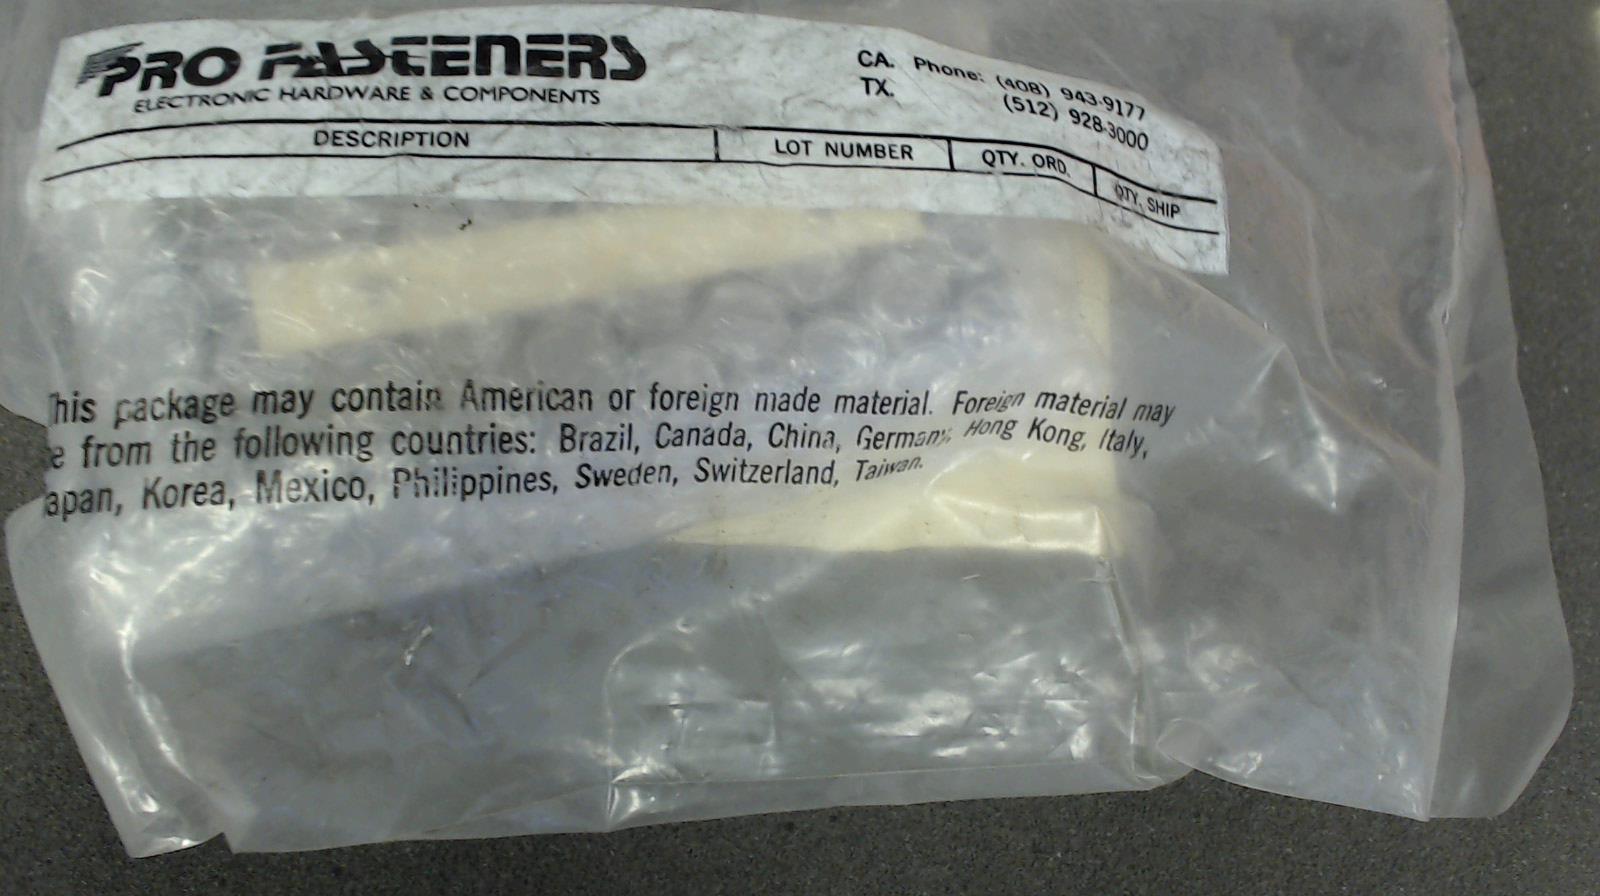 PRO FASTENERS
ELECTRONIC HARDWARE & COMPONENTS
CA. Phone: (408) 943-9177
TX. (512) 928-3000
DESCRIPTION LOT NUMBER QTY. ORD. QTY. SHIP
his package may contain American or foreign made material. Foreign material may
e from the following countries: Brazil, Canada, China, Germany, Hong Kong, Italy,
apan, Korea, Mexico, Philippines, Sweden, Switzerland, Taiwan.